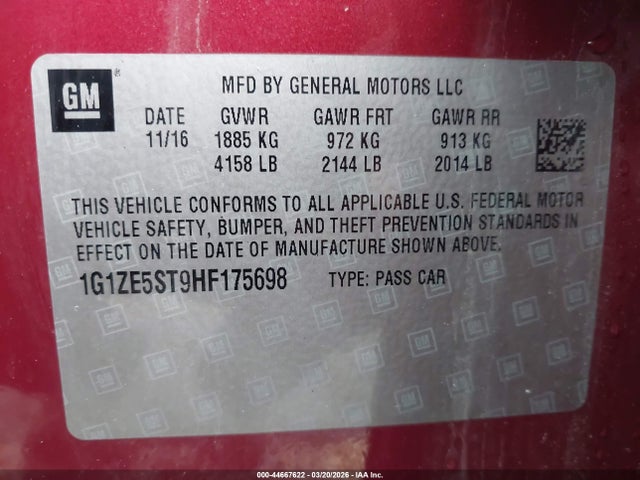 GM
MFD BY GENERAL MOTORS LLC
DATE GVWR GAWR FRT GAWR RR
11/16 1885 KG 972 KG 913 KG
4158 LB 2144 LB 2014 LB
THIS VEHICLE CONFORMS TO ALL APPLICABLE U.S. FEDERAL MOTOR
VEHICLE SAFETY, BUMPER, AND THEFT PREVENTION STANDARDS IN
EFFECT ON THE DATE OF MANUFACTURE SHOWN ABOVE.
1G1ZE5ST9HF175698 TYPE: PASS CAR
000-44667622 | 03/20/2026 | IAA Inc.